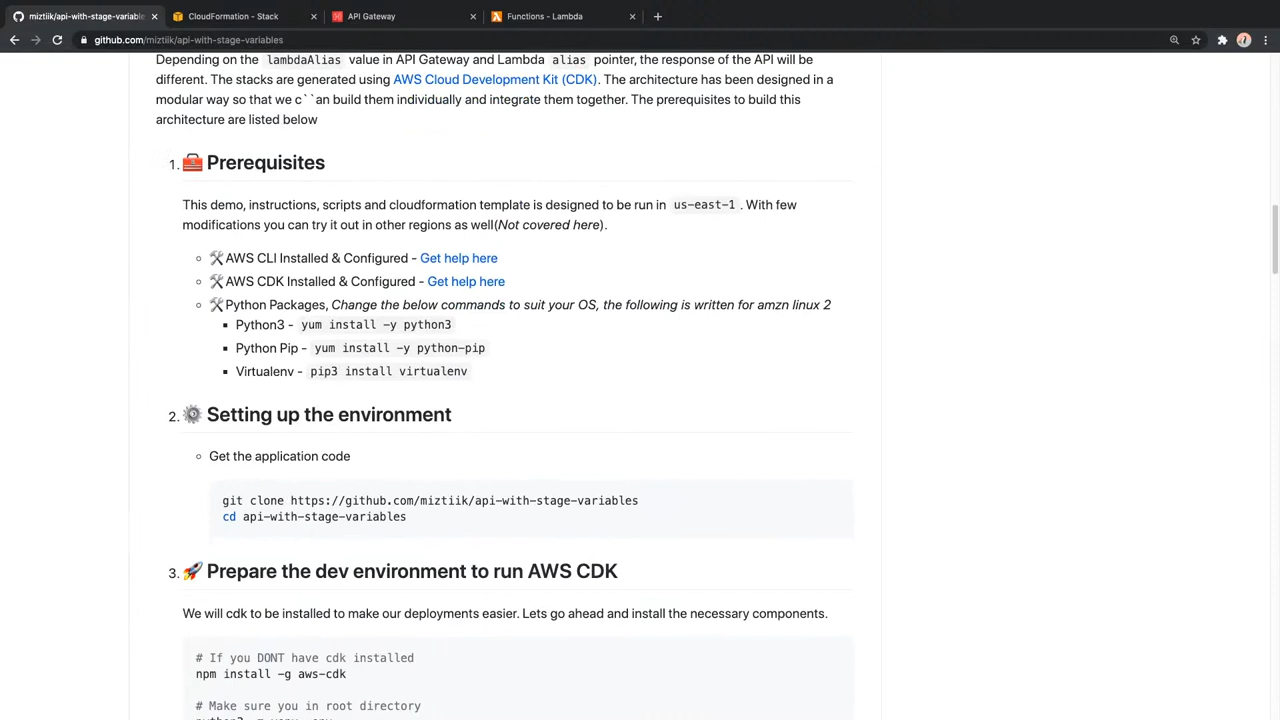 miztiik/api-with-stage-variable
CloudFormation - Stack
API Gateway
Functions - Lambda
github.com/miztiik/api-with-stage-variables
Depending on the lambdaAlias value in API Gateway and Lambda alias pointer, the response of the API will be
different. The stacks are generated using AWS Cloud Development Kit (CDK). The architecture has been designed in a
modular way so that we c``an build them individually and integrate them together. The prerequisites to build this
architecture are listed below
1. 🧰 Prerequisites
This demo, instructions, scripts and cloudformation template is designed to be run in us-east-1. With few
modifications you can try it out in other regions as well(Not covered here).
◦ 🛠AWS CLI Installed & Configured - Get help here
◦ 🛠AWS CDK Installed & Configured - Get help here
◦ 🛠Python Packages, Change the below commands to suit your OS, the following is written for amzn linux 2
▪ Python3 - yum install -y python3
▪ Python Pip - yum install -y python-pip
▪ Virtualenv - pip3 install virtualenv
2. ⚙️ Setting up the environment
◦ Get the application code
git clone https://github.com/miztiik/api-with-stage-variables
cd api-with-stage-variables
3. 🚀 Prepare the dev environment to run AWS CDK
We will cdk to be installed to make our deployments easier. Lets go ahead and install the necessary components.
# If you DONT have cdk installed
npm install -g aws-cdk
# Make sure you in root directory